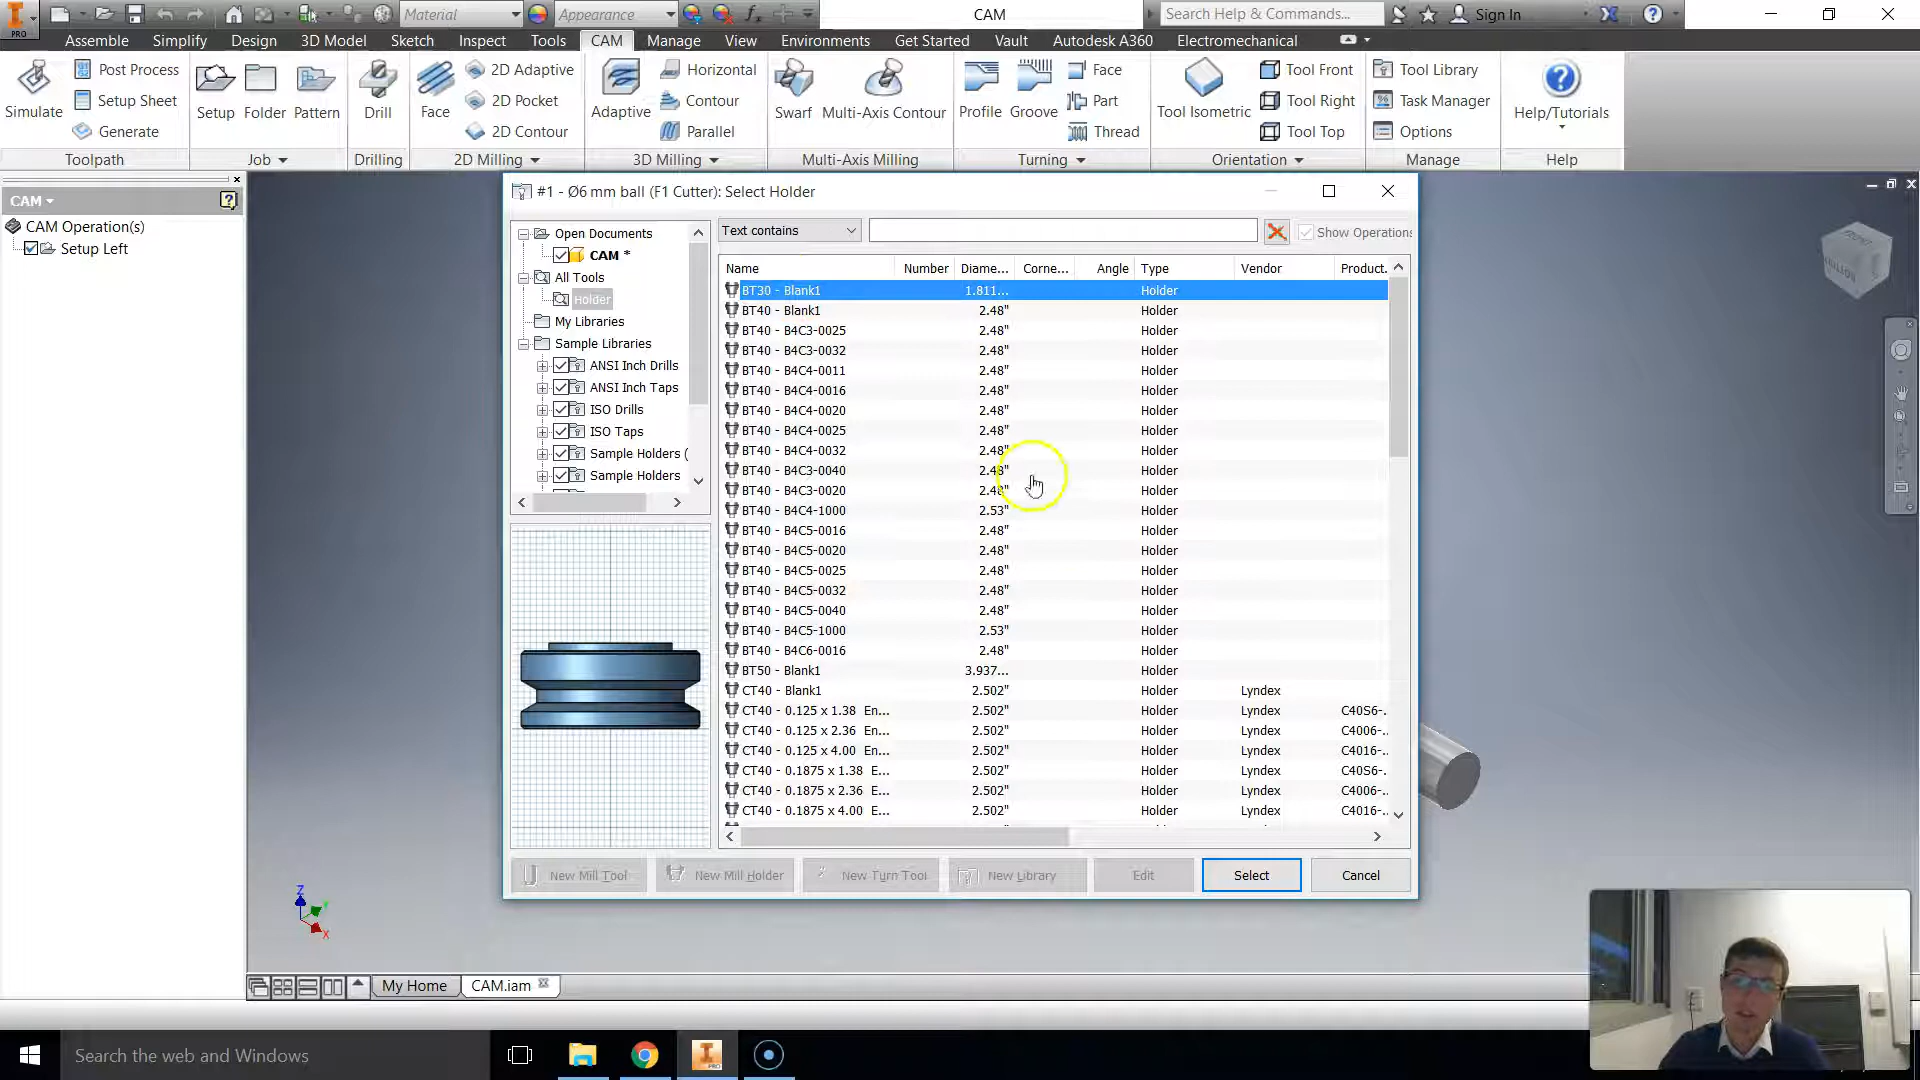 PRO
Material
Appearance
CAM
Search Help & Commands...
Sign In
Assemble
Simplify
Design
3D Model
Sketch
Inspect
Tools
CAM
Manage
View
Environments
Get Started
Vault
Autodesk A360
Electromechanical
Simulate
Post Process
Setup Sheet
Generate
Toolpath
Setup
Folder
Pattern
Job
Drill
Drilling
Face
2D Adaptive
2D Pocket
2D Contour
2D Milling
Adaptive
Horizontal
Contour
Parallel
3D Milling
Swarf
Multi-Axis Contour
Multi-Axis Milling
Profile
Groove
Face
Part
Thread
Turning
Tool Isometric
Tool Front
Tool Right
Tool Top
Orientation
Tool Library
Task Manager
Options
Manage
Help/Tutorials
Help
CAM
CAM Operation(s)
Setup Left
#1 - Ø6 mm ball (F1 Cutter): Select Holder
Open Documents
CAM *
All Tools
Holder
My Libraries
Sample Libraries
ANSI Inch Drills
ANSI Inch Taps
ISO Drills
ISO Taps
Sample Holders (
Sample Holders
Text contains
Show Operations
Name Number Diame... Corne... Angle Type Vendor Product.
BT30 - Blank1 1.811... Holder
BT40 - Blank1 2.48" Holder
BT40 - B4C3-0025 2.48" Holder
BT40 - B4C3-0032 2.48" Holder
BT40 - B4C4-0011 2.48" Holder
BT40 - B4C4-0016 2.48" Holder
BT40 - B4C4-0020 2.48" Holder
BT40 - B4C4-0025 2.48" Holder
BT40 - B4C4-0032 2.48" Holder
BT40 - B4C3-0040 2.48" Holder
BT40 - B4C3-0020 2.48" Holder
BT40 - B4C4-1000 2.53" Holder
BT40 - B4C5-0016 2.48" Holder
BT40 - B4C5-0020 2.48" Holder
BT40 - B4C5-0025 2.48" Holder
BT40 - B4C5-0032 2.48" Holder
BT40 - B4C5-0040 2.48" Holder
BT40 - B4C5-1000 2.53" Holder
BT40 - B4C6-0016 2.48" Holder
BT50 - Blank1 3.937... Holder
CT40 - Blank1 2.502" Holder Lyndex
CT40 - 0.125 x 1.38 En... 2.502" Holder Lyndex C40S6-..
CT40 - 0.125 x 2.36 En... 2.502" Holder Lyndex C4006-..
CT40 - 0.125 x 4.00 En... 2.502" Holder Lyndex C4016-..
CT40 - 0.1875 x 1.38 E... 2.502" Holder Lyndex C40S6-..
CT40 - 0.1875 x 2.36 E... 2.502" Holder Lyndex C4006-..
CT40 - 0.1875 x 4.00 E... 2.502" Holder Lyndex C4016-..
New Mill Tool
New Mill Holder
New Turn Tool
New Library
Edit
Select
Cancel
FRONT
BOTTOM
Z
Y
X
My Home
CAM.iam
Search the web and Windows
PRO